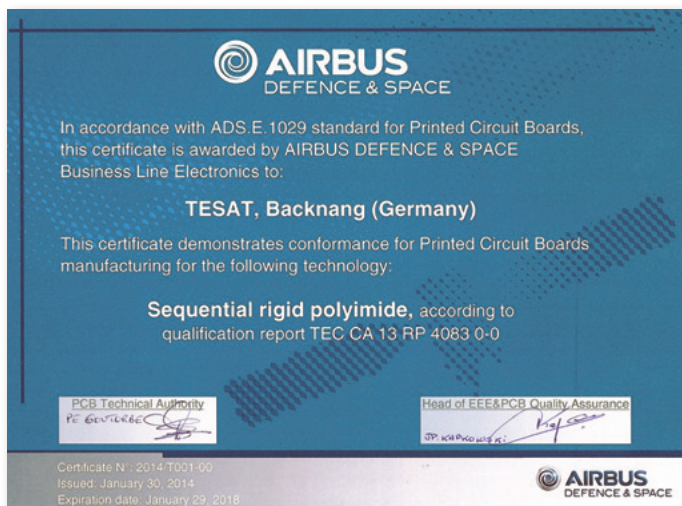 AIRBUS
DEFENCE & SPACE
In accordance with ADS.E.1029 standard for Printed Circuit Boards,
this certificate is awarded by AIRBUS DEFENCE & SPACE
Business Line Electronics to:
TESAT, Backnang (Germany)
This certificate demonstrates conformance for Printed Circuit Boards
manufacturing for the following technology:
Sequential rigid polyimide, according to
qualification report TEC CA 13 RP 4083 0-0
PCB Technical Authority
Head of EEE&PCB Quality Assurance
Certificate N°: 2014/T001-00
Issued: January 30, 2014
Expiration date: January 29, 2018
AIRBUS
DEFENCE & SPACE